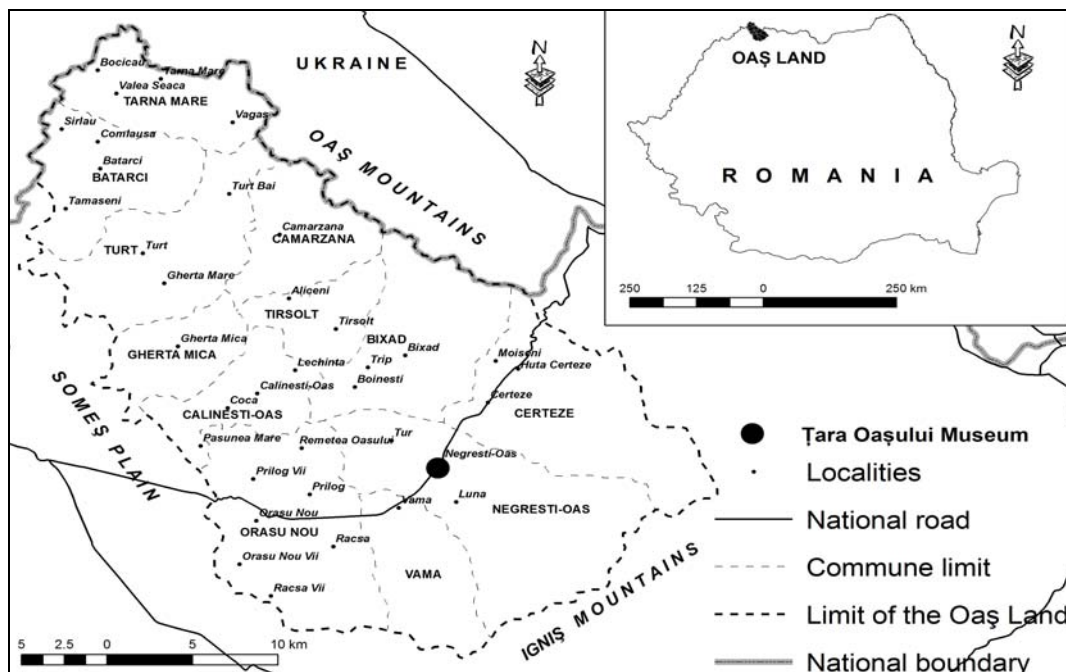 UKRAINE
N
OAŞ LAND
N
ROMANIA
250 125 0 250 km
Bocicau
Tarna Mare
Valea Seaca
TARNA MARE
Vagas
Sirlau
Comlausa
Batarci
BATARCI
Tamaseni
Turt Bai
OAŞ MOUNTAINS
Camarzana
CAMARZANA
TURT
Turt
Gherta Mare
Aliceni
TIRSOLT
Tirsolt
Gherta Mica
GHERTA MICA
BIXAD
Bixad
Trip
Lechinta
Boinesti
Moiseni
Huta Certeze
Certeze
CERTEZE
Calinesti-Oas
Coca
CALINESTI-OAS
SOMEŞ PLAIN
Pasunea Mare
Remetea Oasului
Tur
Negresti-Oas
Prilog Vii
Prilog
Vama
Luna
NEGRESTI-OAS
Orasu Nou
ORASU NOU
Racsa
Orasu Nou Vii
VAMA
Racsa Vii
IGNIŞ MOUNTAINS
5 2.5 0 5 10 km
Țara Oașului Museum
Localities
National road
Commune limit
Limit of the Oaş Land
National boundary